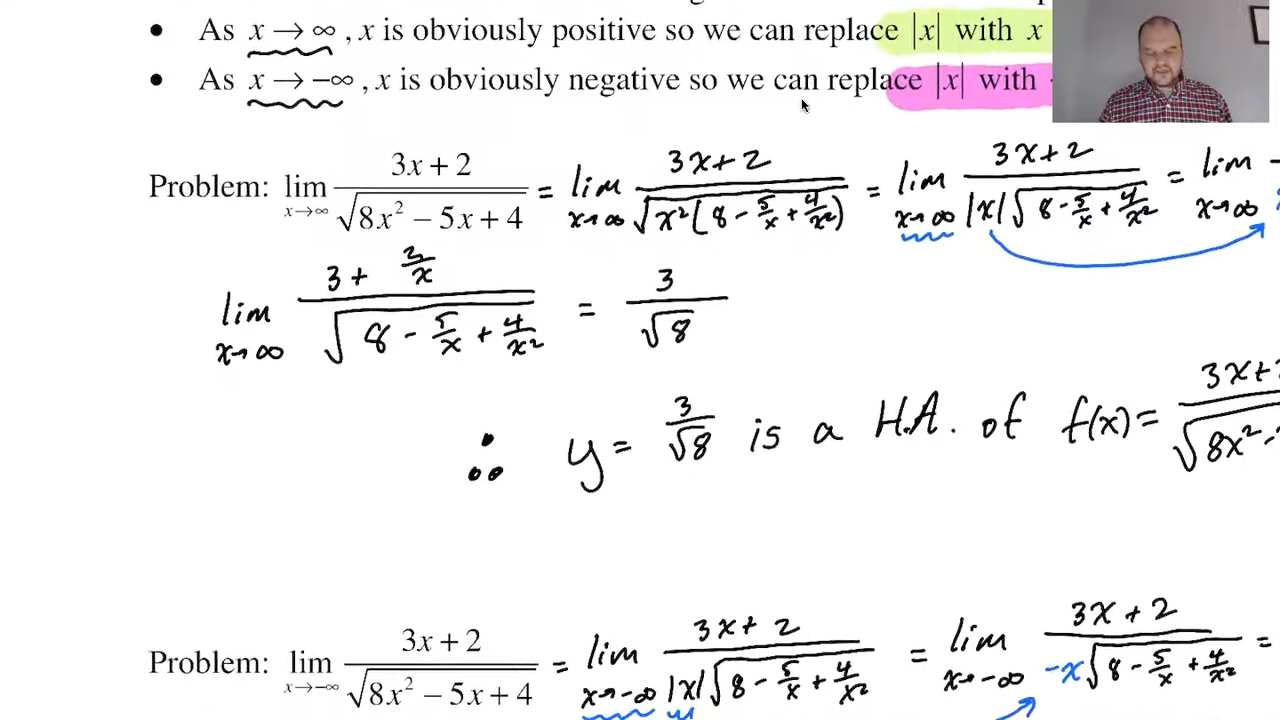 • As x → ∞, x is obviously positive so we can replace |x| with x
• As x → −∞, x is obviously negative so we can replace |x| with
Problem: lim x→∞ (3x + 2)/√(8x² − 5x + 4) = lim x→∞ (3x+2)/√(x²(8 − 5/x + 4/x²)) = lim x→∞ (3x+2)/(|x|√(8 − 5/x + 4/x²)) = lim x→∞
lim x→∞ (3 + 2/x)/√(8 − 5/x + 4/x²) = 3/√8
∴ y = 3/√8 is a H.A. of f(x) = 3x+ / √8x² −
Problem: lim x→−∞ (3x + 2)/√(8x² − 5x + 4) = lim x→−∞ (3x+2)/(|x|√(8 − 5/x + 4/x²)) = lim x→−∞ (3x+2)/(−x√(8 − 5/x + 4/x²)) =